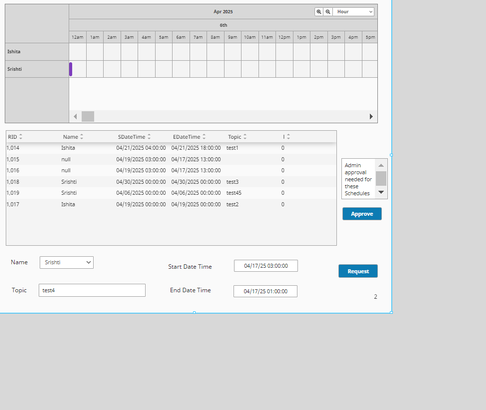 Apr 2025
Hour
6th
12am 1am 2am 3am 4am 5am 6am 7am 8am 9am 10am 11am 12pm 1pm 2pm 3pm 4pm 5pm
Ishita
Srishti
RID Name SDateTime EDateTime Topic I
1,014 Ishita 04/21/2025 04:00:00 04/21/2025 18:00:00 test1 0
1,015 null 04/19/2025 03:00:00 04/17/2025 13:00:00 0
1,016 null 04/19/2025 03:00:00 04/17/2025 13:00:00 0
1,018 Srishti 04/30/2025 00:00:00 04/30/2025 00:00:00 test3 0
1,019 Srishti 04/06/2025 00:00:00 04/06/2025 00:00:00 test45 0
1,017 Ishita 04/19/2025 00:00:00 04/19/2025 00:00:00 test2 0
Admin
approval
needed for
these
Schedules
Approve
Name Srishti Start Date Time 04/17/25 03:00:00
Request
Topic test4 End Date Time 04/17/25 01:00:00
2